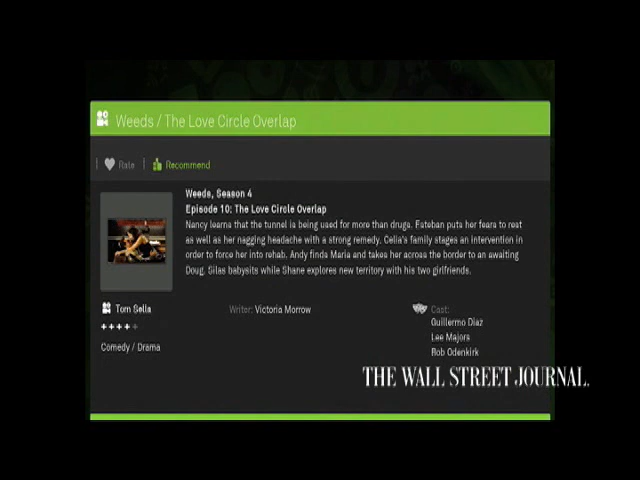 Weeds / The Love Circle Overlap
Rate
Recommend
Weeds, Season 4
Episode 10: The Love Circle Overlap
Nancy learns that the tunnel is being used for more than drugs. Esteban puts her fears to rest
as well as her nagging headache with a strong remedy. Celia's family stages an intervention in
order to force her into rehab. Andy finds Maria and takes her across the border to an awaiting
Doug. Silas babysits while Shane explores new territory with his two girlfriends.
Tom Sells
Comedy / Drama
Writer: Victoria Morrow
Cast:
Guillermo Diaz
Lee Majors
Rob Odenkirk
THE WALL STREET JOURNAL.